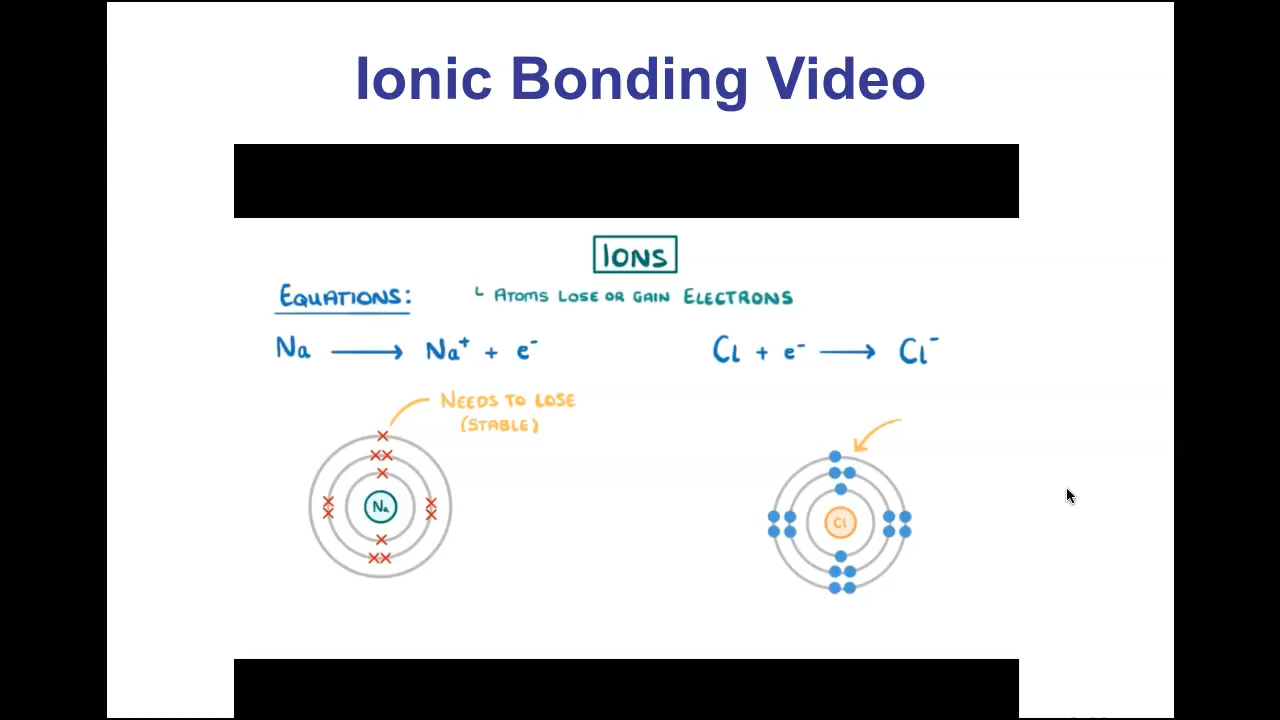 Ionic Bonding Video
IONS
EQUATIONS:
└ ATOMS LOSE OR GAIN ELECTRONS
Na ⟶ Na⁺ + e⁻
Cl + e⁻ ⟶ Cl⁻
NEEDS TO LOSE
(STABLE)
Na
Cl